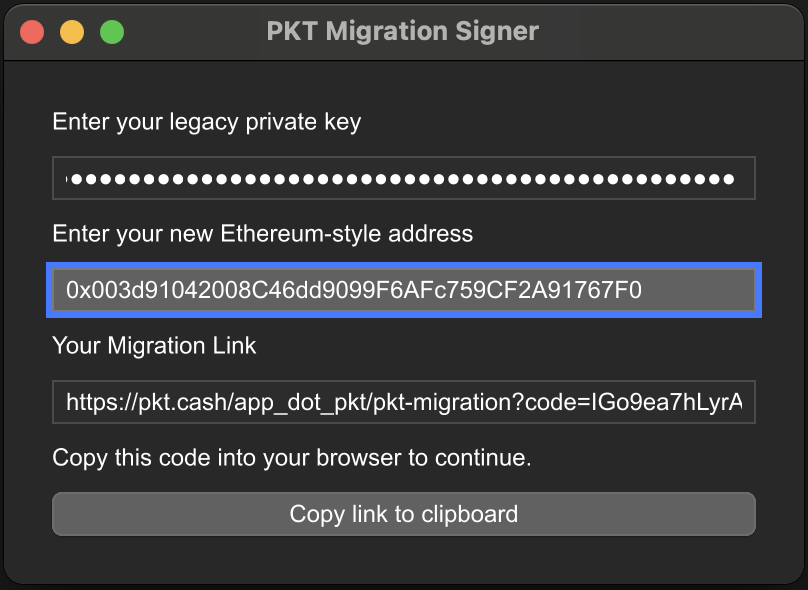 PKT Migration Signer
Enter your legacy private key
Enter your new Ethereum-style address
0x003d91042008C46dd9099F6AFc759CF2A91767F0
Your Migration Link
https://pkt.cash/app_dot_pkt/pkt-migration?code=IGo9ea7hLyrA
Copy this code into your browser to continue.
Copy link to clipboard